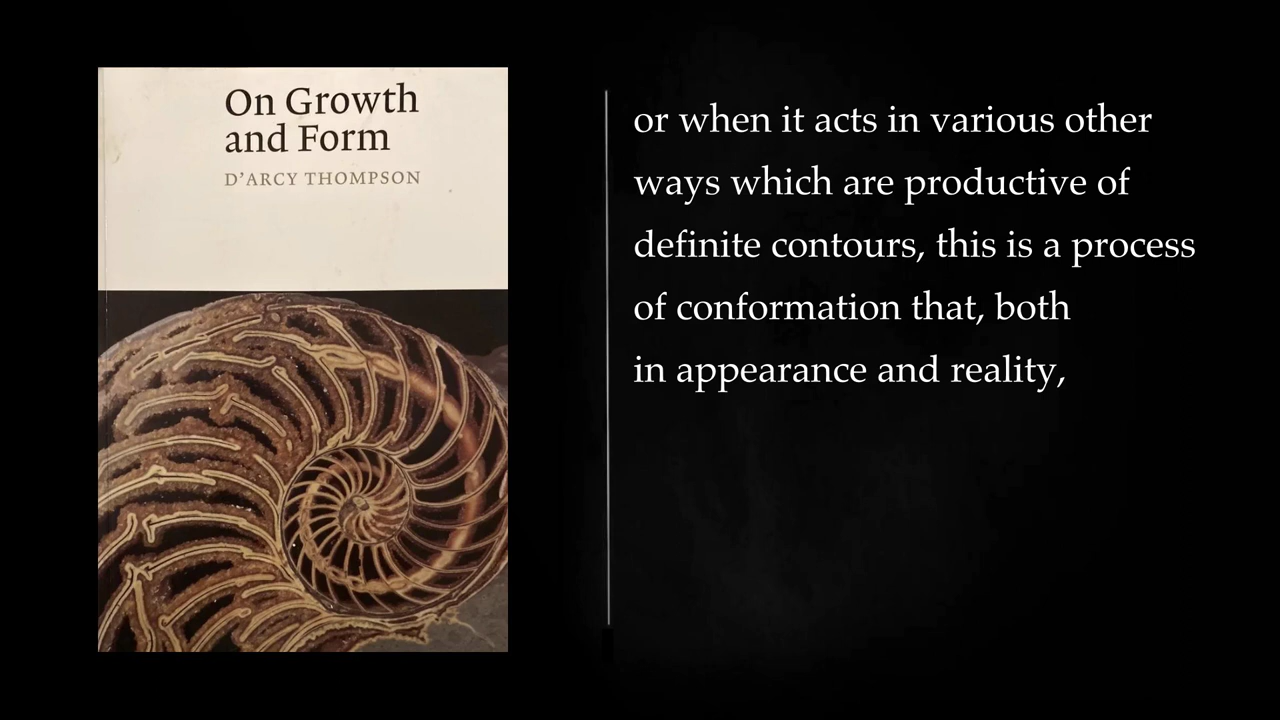 On Growth
and Form
D'ARCY THOMPSON
or when it acts in various other
ways which are productive of
definite contours, this is a process
of conformation that, both
in appearance and reality,